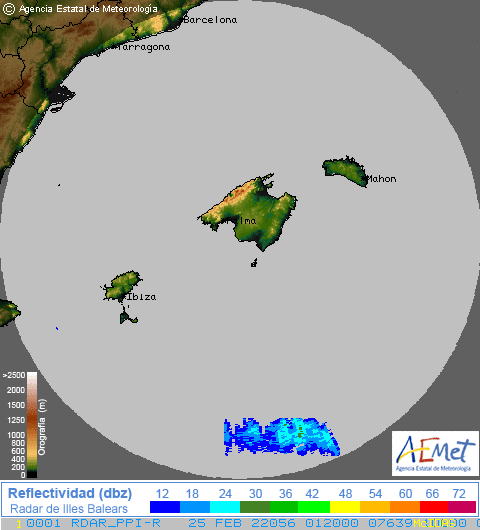 © Agencia Estatal de Meteorología
Barcelona
Tarragona
Mahon
lma
Ibiza
>2500
2000
1500
1250
1000
800
600
400
200
0
Orografía (m)
AEMet
Agencia Estatal de Meteorología
Reflectividad (dbz)
Radar de Illes Balears
12 18 24 30 36 42 48 54 60 66 72
1 0001 RDAR_PPI-R 25 FEB 22056 012000 07639